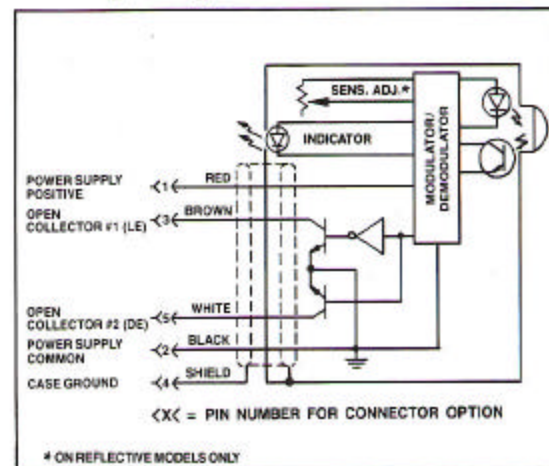 SENS. ADJ.*
INDICATOR
MODULATOR/
DEMODULATOR
POWER SUPPLY
POSITIVE
<1< RED
OPEN
COLLECTOR #1 (LE)
<3< BROWN
OPEN
COLLECTOR #2 (DE)
<5< WHITE
POWER SUPPLY
COMMON
<2< BLACK
CASE GROUND
<4< SHIELD
<X< = PIN NUMBER FOR CONNECTOR OPTION
* ON REFLECTIVE MODELS ONLY